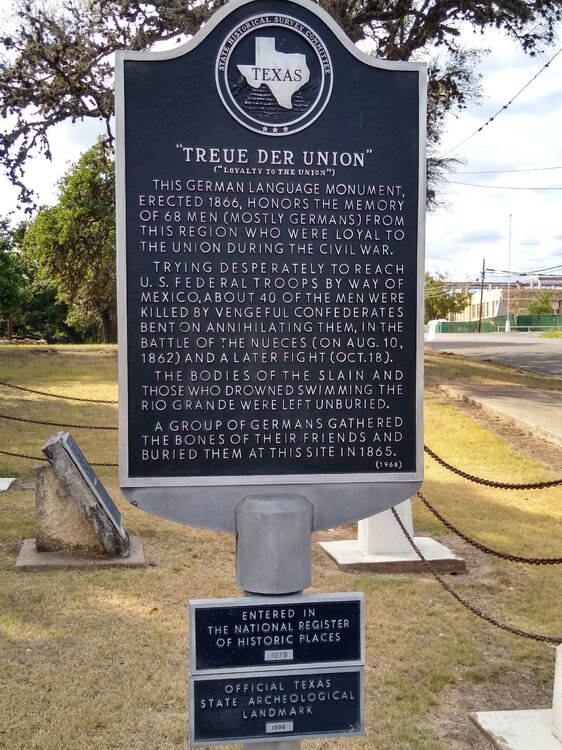 STATE HISTORICAL SURVEY COMMITTEE
TEXAS
"TREUE DER UNION"
("LOYALTY TO THE UNION")
THIS GERMAN LANGUAGE MONUMENT,
ERECTED 1866, HONORS THE MEMORY
OF 68 MEN (MOSTLY GERMANS) FROM
THIS REGION WHO WERE LOYAL TO
THE UNION DURING THE CIVIL WAR.
TRYING DESPERATELY TO REACH
U.S. FEDERAL TROOPS BY WAY OF
MEXICO, ABOUT 40 OF THE MEN WERE
KILLED BY VENGEFUL CONFEDERATES
BENT ON ANNIHILATING THEM, IN THE
BATTLE OF THE NUECES (ON AUG. 10,
1862) AND A LATER FIGHT (OCT. 18).
THE BODIES OF THE SLAIN AND
THOSE WHO DROWNED SWIMMING THE
RIO GRANDE WERE LEFT UNBURIED.
A GROUP OF GERMANS GATHERED
THE BONES OF THEIR FRIENDS AND
BURIED THEM AT THIS SITE IN 1865.
(1968)
ENTERED IN
THE NATIONAL REGISTER
OF HISTORIC PLACES
1978
OFFICIAL TEXAS
STATE ARCHEOLOGICAL
LANDMARK
1996